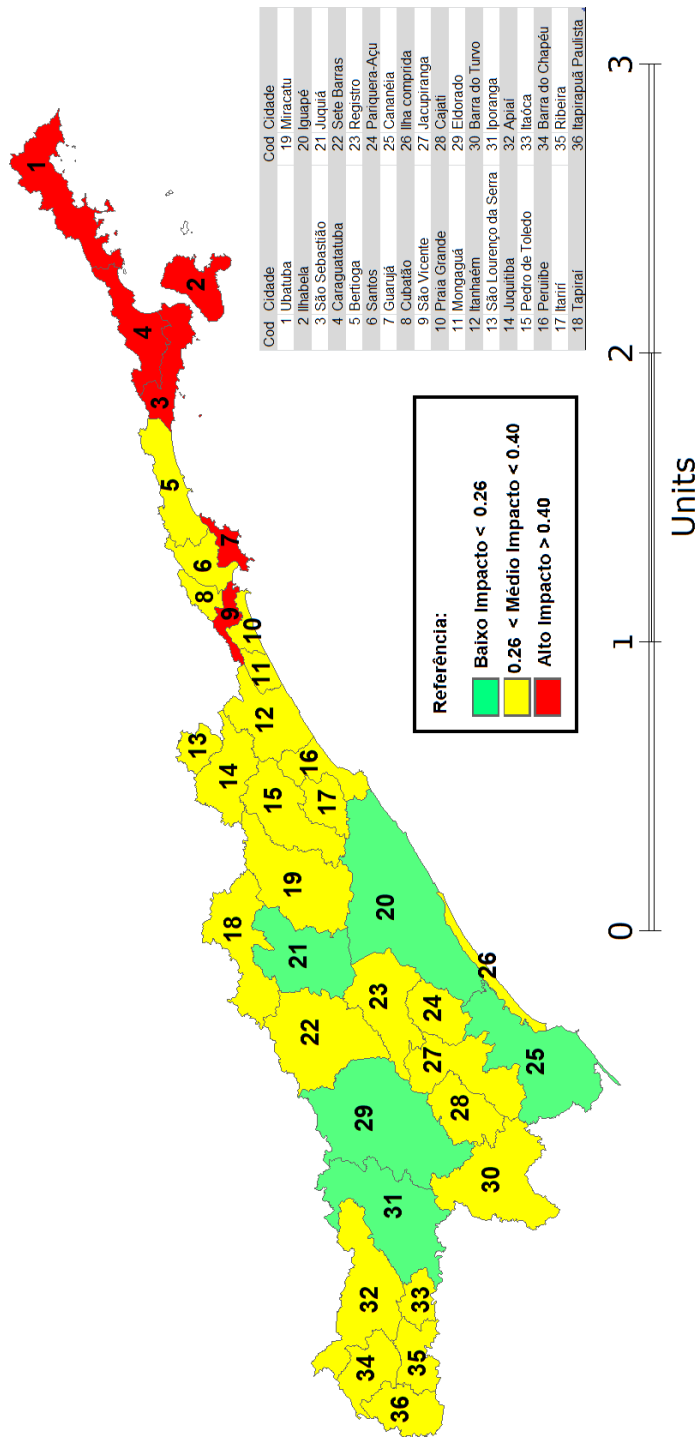 1
2
3
4
5
6
7
8
9
10
11
12
13
14
15
16
17
18
19
20
21
22
23
24
25
26
27
28
29
30
31
32
33
34
35
36
Cod Cidade Cod Cidade
1 Ubatuba 19 Miracatu
2 Ilhabela 20 Iguapé
3 São Sebastião 21 Juquiá
4 Caraguatatuba 22 Sete Barras
5 Bertioga 23 Registro
6 Santos 24 Pariquera-Açu
7 Guarujá 25 Cananéia
8 Cubatão 26 Ilha comprida
9 São Vicente 27 Jacupiranga
10 Praia Grande 28 Cajati
11 Mongaguá 29 Eldorado
12 Itanhaém 30 Barra do Turvo
13 São Lourenço da Serra 31 Iporanga
14 Juquitiba 32 Apiaí
15 Pedro de Toledo 33 Itaóca
16 Peruíbe 34 Barra do Chapéu
17 Itarirí 35 Ribeira
18 Tapiraí 36 Itapirapuã Paulista
Referência:
Baixo Impacto < 0.26
0.26 < Médio Impacto < 0.40
Alto Impacto > 0.40
0 1 2 3
Units